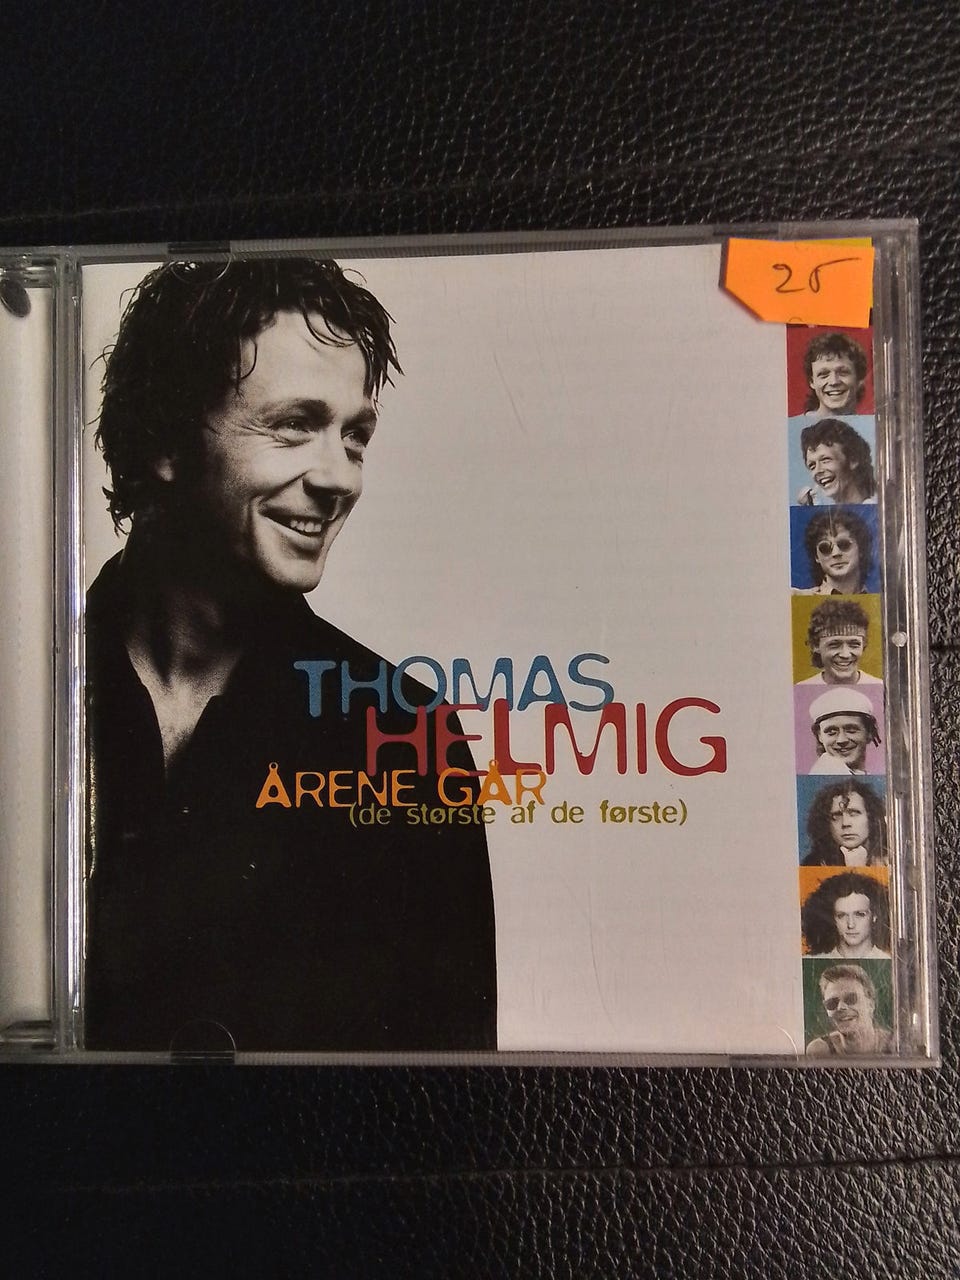 25
THOMAS
HELMIG
ÅRENE GÅR
(de største af de første)